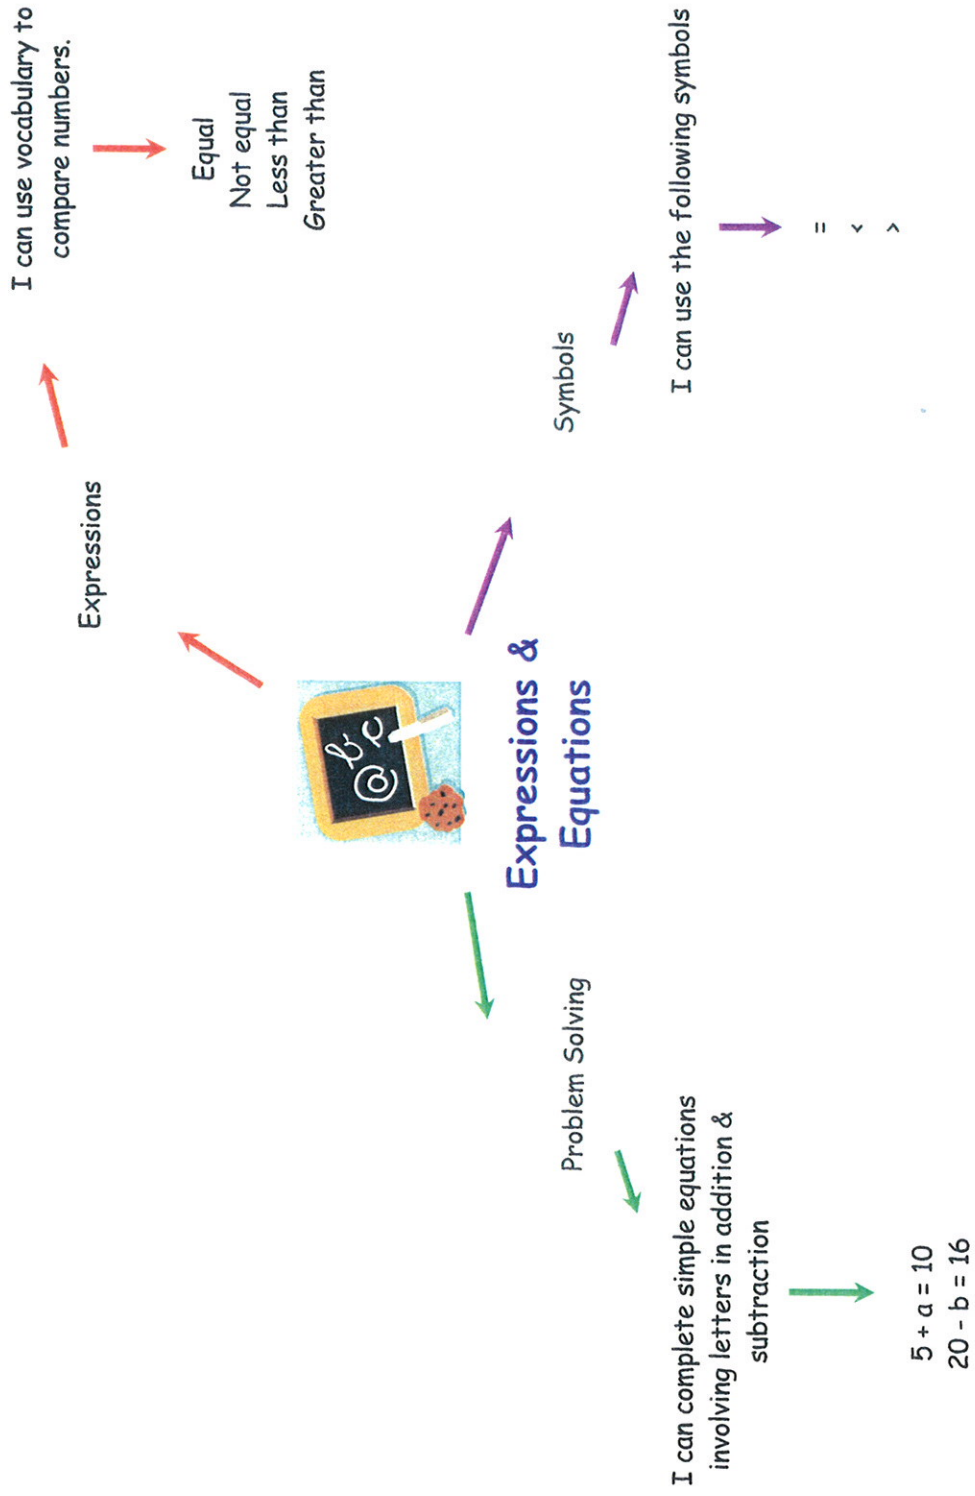 I can use vocabulary to
compare numbers.
Expressions
Equal
Not equal
Less than
Greater than
a b c
Expressions &
Equations
Problem Solving
Symbols
I can complete simple equations
involving letters in addition &
subtraction
I can use the following symbols
=
<
>
5 + a = 10
20 - b = 16